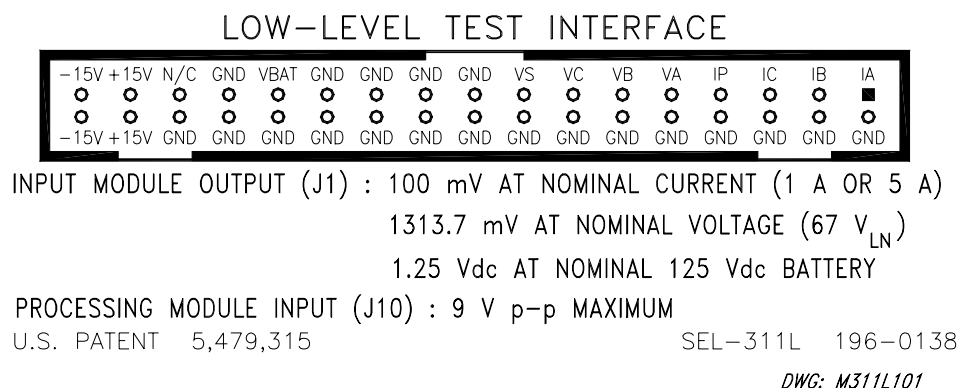 LOW-LEVEL TEST INTERFACE
-15V +15V N/C GND VBAT GND GND GND GND VS VC VB VA IP IC IB IA
-15V +15V GND GND GND GND GND GND GND GND GND GND GND GND GND GND GND
INPUT MODULE OUTPUT (J1) : 100 mV AT NOMINAL CURRENT (1 A OR 5 A)
1313.7 mV AT NOMINAL VOLTAGE (67 VLN)
1.25 Vdc AT NOMINAL 125 Vdc BATTERY
PROCESSING MODULE INPUT (J10) : 9 V p-p MAXIMUM
U.S. PATENT 5,479,315 SEL-311L 196-0138
DWG: M311L101